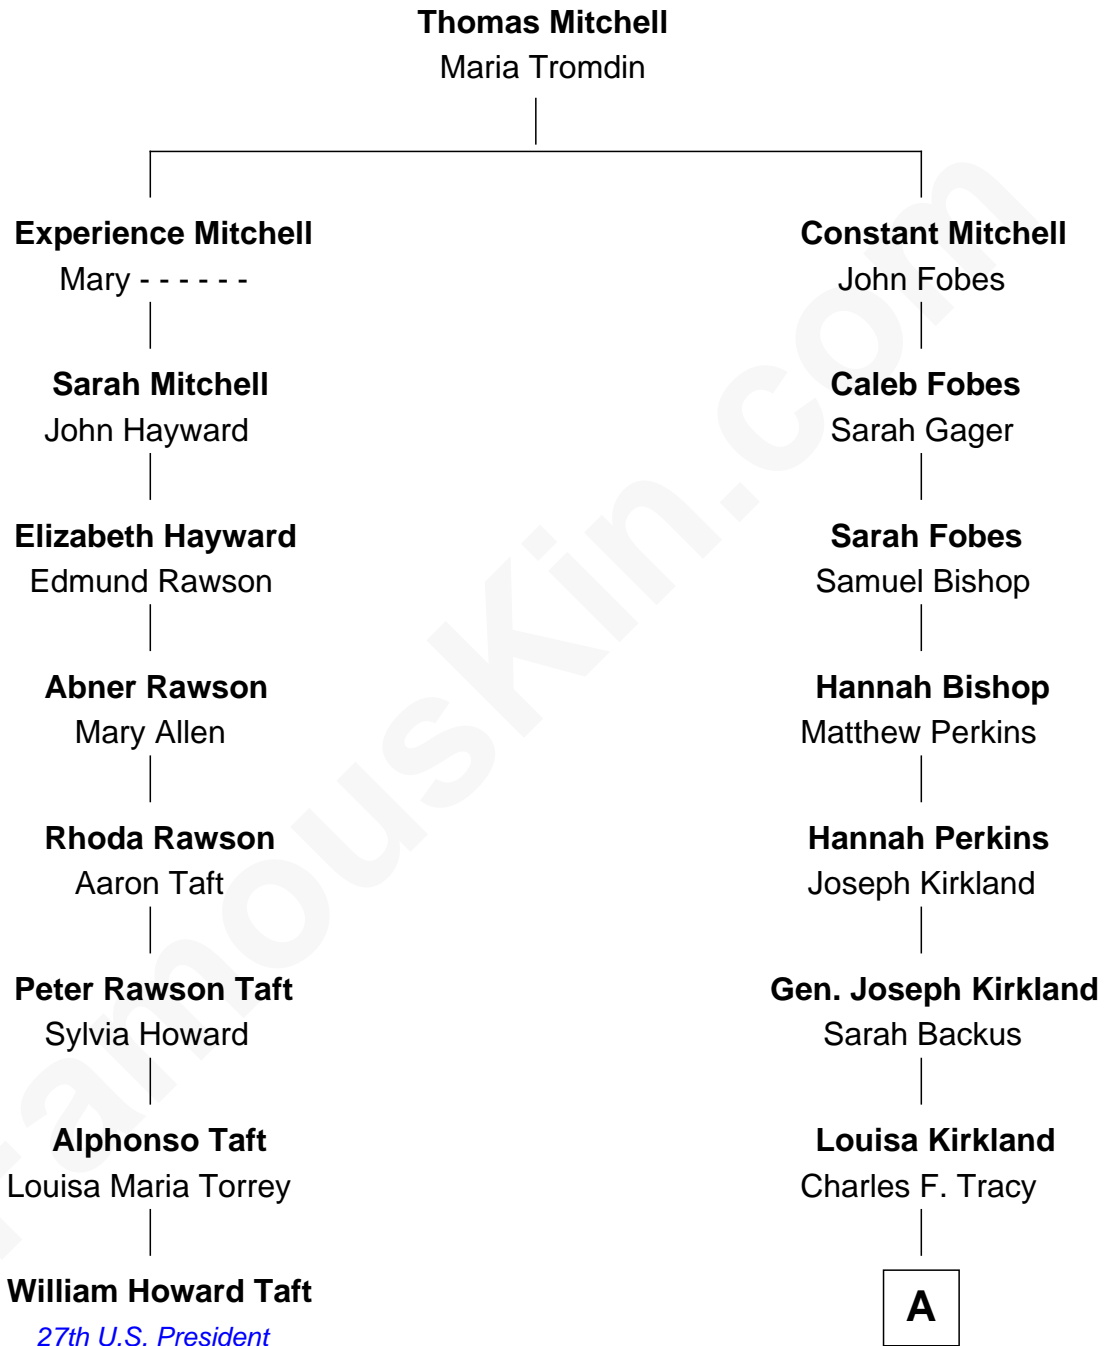 Thomas Mitchell
Maria Tromdin
Experience Mitchell
Mary - - - - - -
Constant Mitchell
John Fobes
Sarah Mitchell
John Hayward
Caleb Fobes
Sarah Gager
Elizabeth Hayward
Edmund Rawson
Sarah Fobes
Samuel Bishop
Abner Rawson
Mary Allen
Hannah Bishop
Matthew Perkins
Rhoda Rawson
Aaron Taft
Hannah Perkins
Joseph Kirkland
Peter Rawson Taft
Sylvia Howard
Gen. Joseph Kirkland
Sarah Backus
Alphonso Taft
Louisa Maria Torrey
Louisa Kirkland
Charles F. Tracy
William Howard Taft
27th U.S. President
A
FamousKin.com